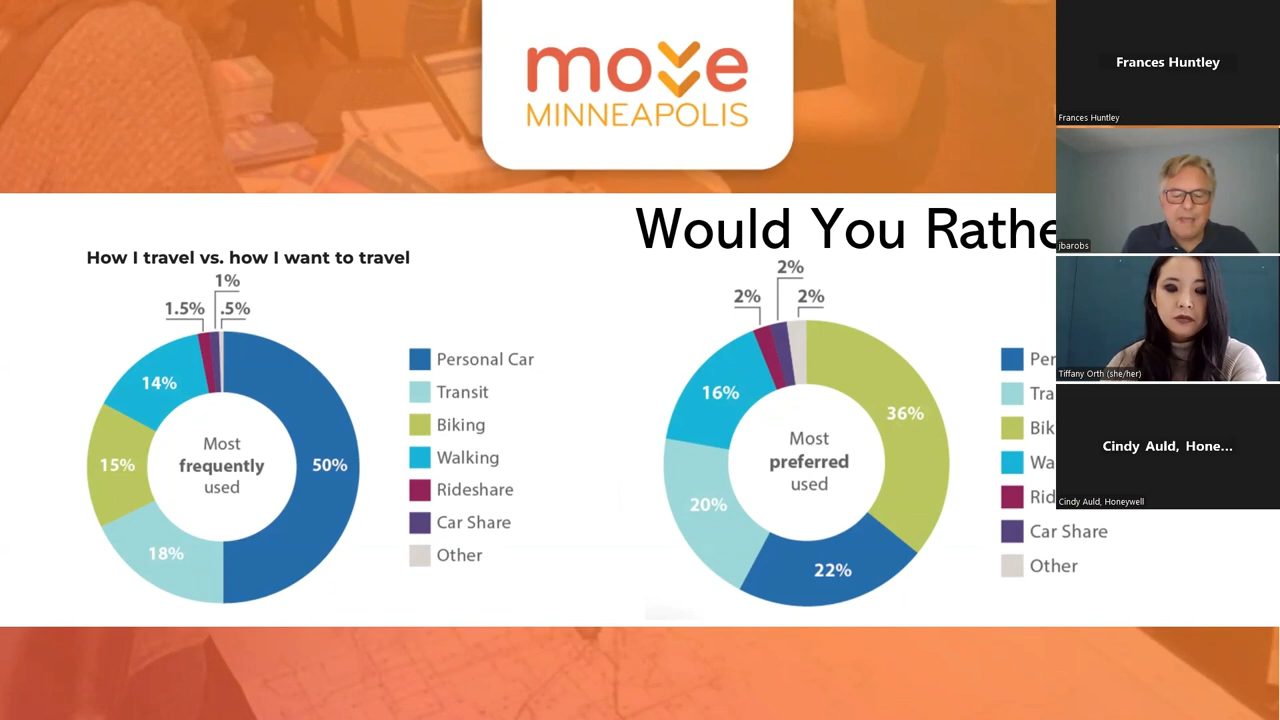 move
MINNEAPOLIS
Would You Rathe
How I travel vs. how I want to travel
1%
1.5%
.5%
14%
15%
18%
50%
Most
frequently
used
Personal Car
Transit
Biking
Walking
Rideshare
Car Share
Other
2%
2%
2%
16%
36%
20%
22%
Most
preferred
used
Per
Tra
Bik
Wa
Rid
Car Share
Other
Frances Huntley
Frances Huntley
jbarobs
Tiffany Orth (she/her)
Cindy Auld, Hone...
Cindy Auld, Honeywell